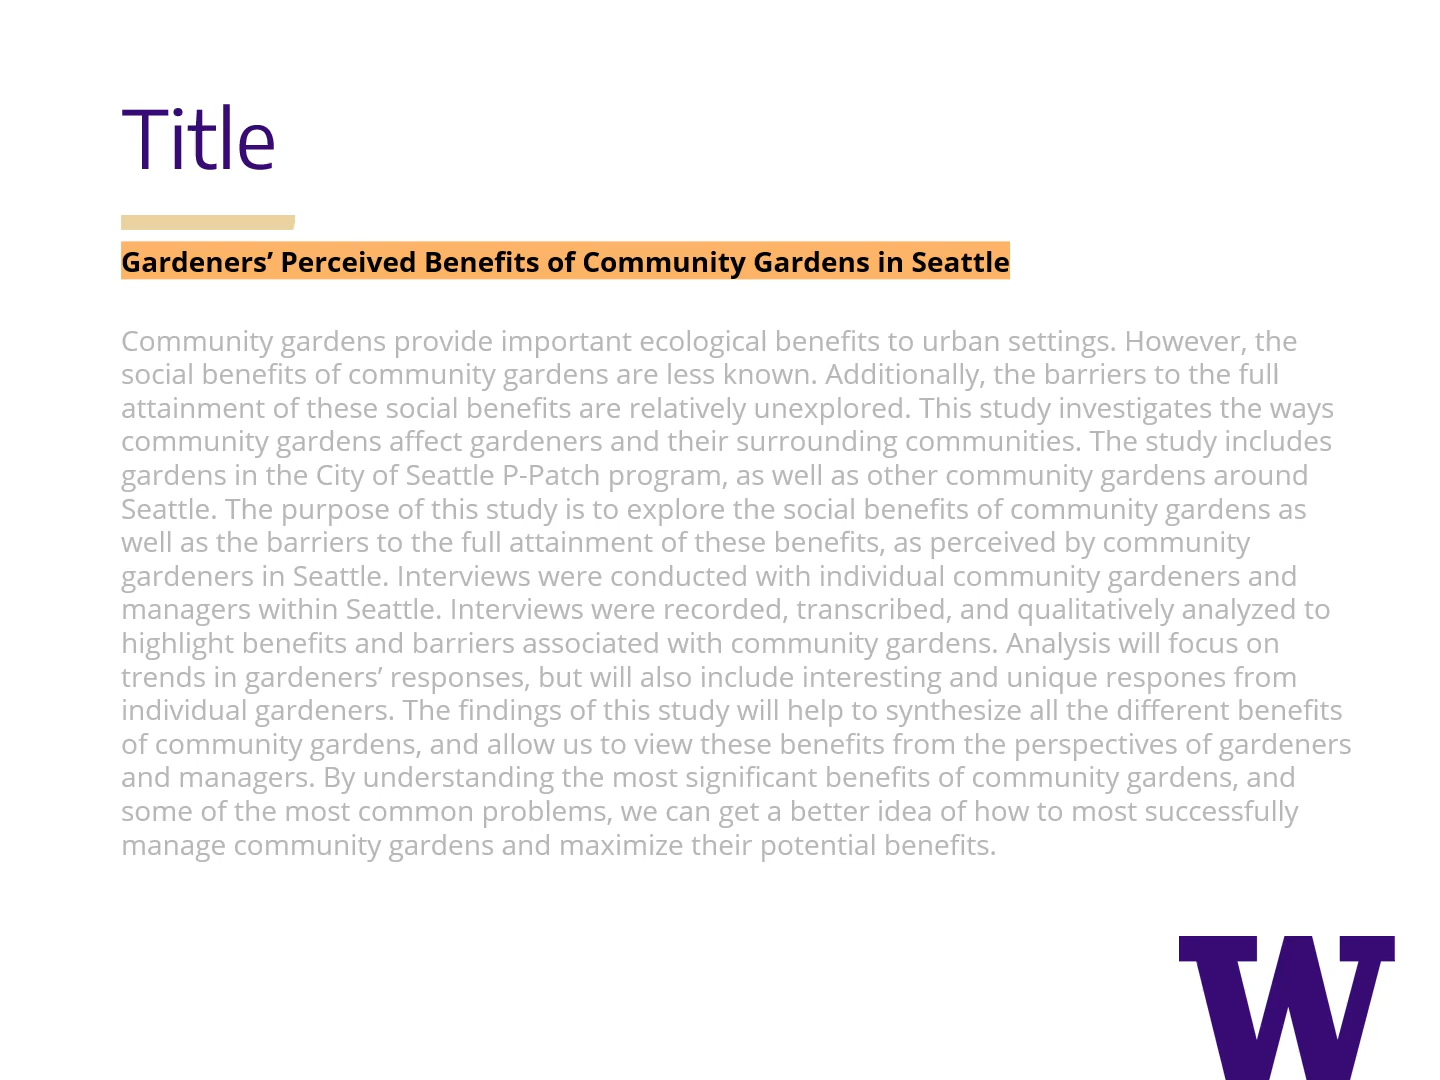 Title
Gardeners’ Perceived Benefits of Community Gardens in Seattle
Community gardens provide important ecological benefits to urban settings. However, the
social benefits of community gardens are less known. Additionally, the barriers to the full
attainment of these social benefits are relatively unexplored. This study investigates the ways
community gardens affect gardeners and their surrounding communities. The study includes
gardens in the City of Seattle P-Patch program, as well as other community gardens around
Seattle. The purpose of this study is to explore the social benefits of community gardens as
well as the barriers to the full attainment of these benefits, as perceived by community
gardeners in Seattle. Interviews were conducted with individual community gardeners and
managers within Seattle. Interviews were recorded, transcribed, and qualitatively analyzed to
highlight benefits and barriers associated with community gardens. Analysis will focus on
trends in gardeners’ responses, but will also include interesting and unique respones from
individual gardeners. The findings of this study will help to synthesize all the different benefits
of community gardens, and allow us to view these benefits from the perspectives of gardeners
and managers. By understanding the most significant benefits of community gardens, and
some of the most common problems, we can get a better idea of how to most successfully
manage community gardens and maximize their potential benefits.
W